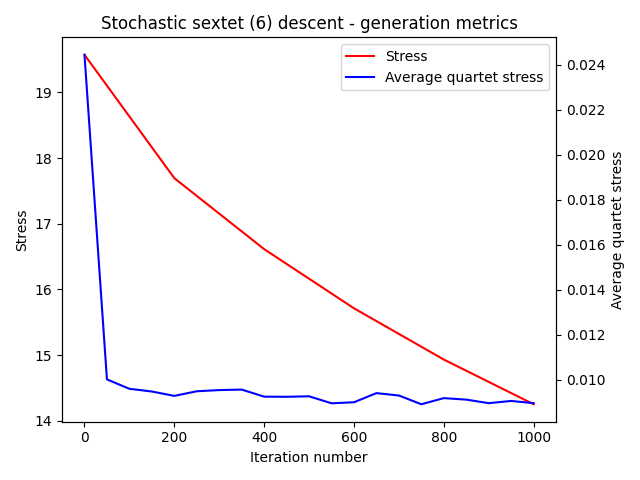 Stochastic sextet (6) descent - generation metrics
Stress
Average quartet stress
19
18
17
16
15
14
Stress
0.024
0.022
0.020
0.018
0.016
0.014
0.012
0.010
Average quartet stress
0 200 400 600 800 1000
Iteration number